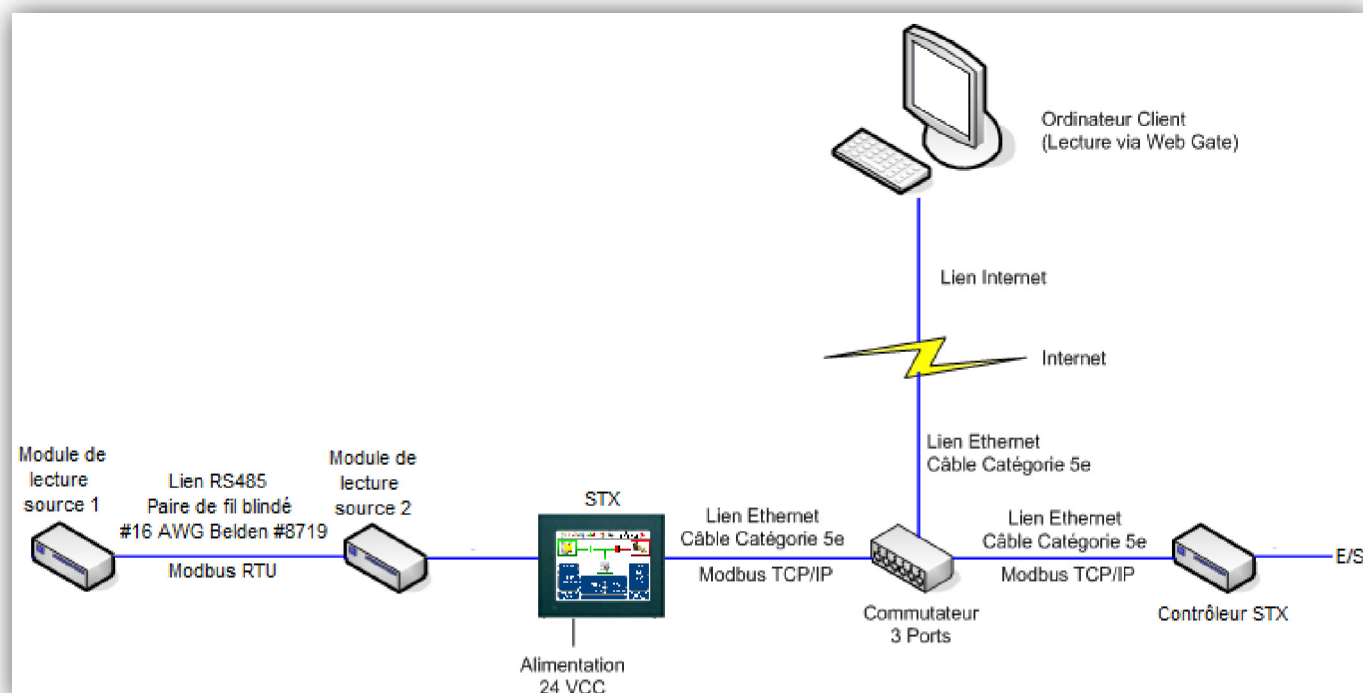 Ordinateur Client
(Lecture via Web Gate)
Lien Internet
Internet
Lien Ethernet
Câble Catégorie 5e
Module de
lecture
source 1
Lien RS485
Paire de fil blindé
#16 AWG Belden #8719
Modbus RTU
Module de
lecture
source 2
STX
Alimentation
24 VCC
Lien Ethernet
Câble Catégorie 5e
Modbus TCP/IP
Commutateur
3 Ports
Lien Ethernet
Câble Catégorie 5e
Modbus TCP/IP
Contrôleur STX
E/S